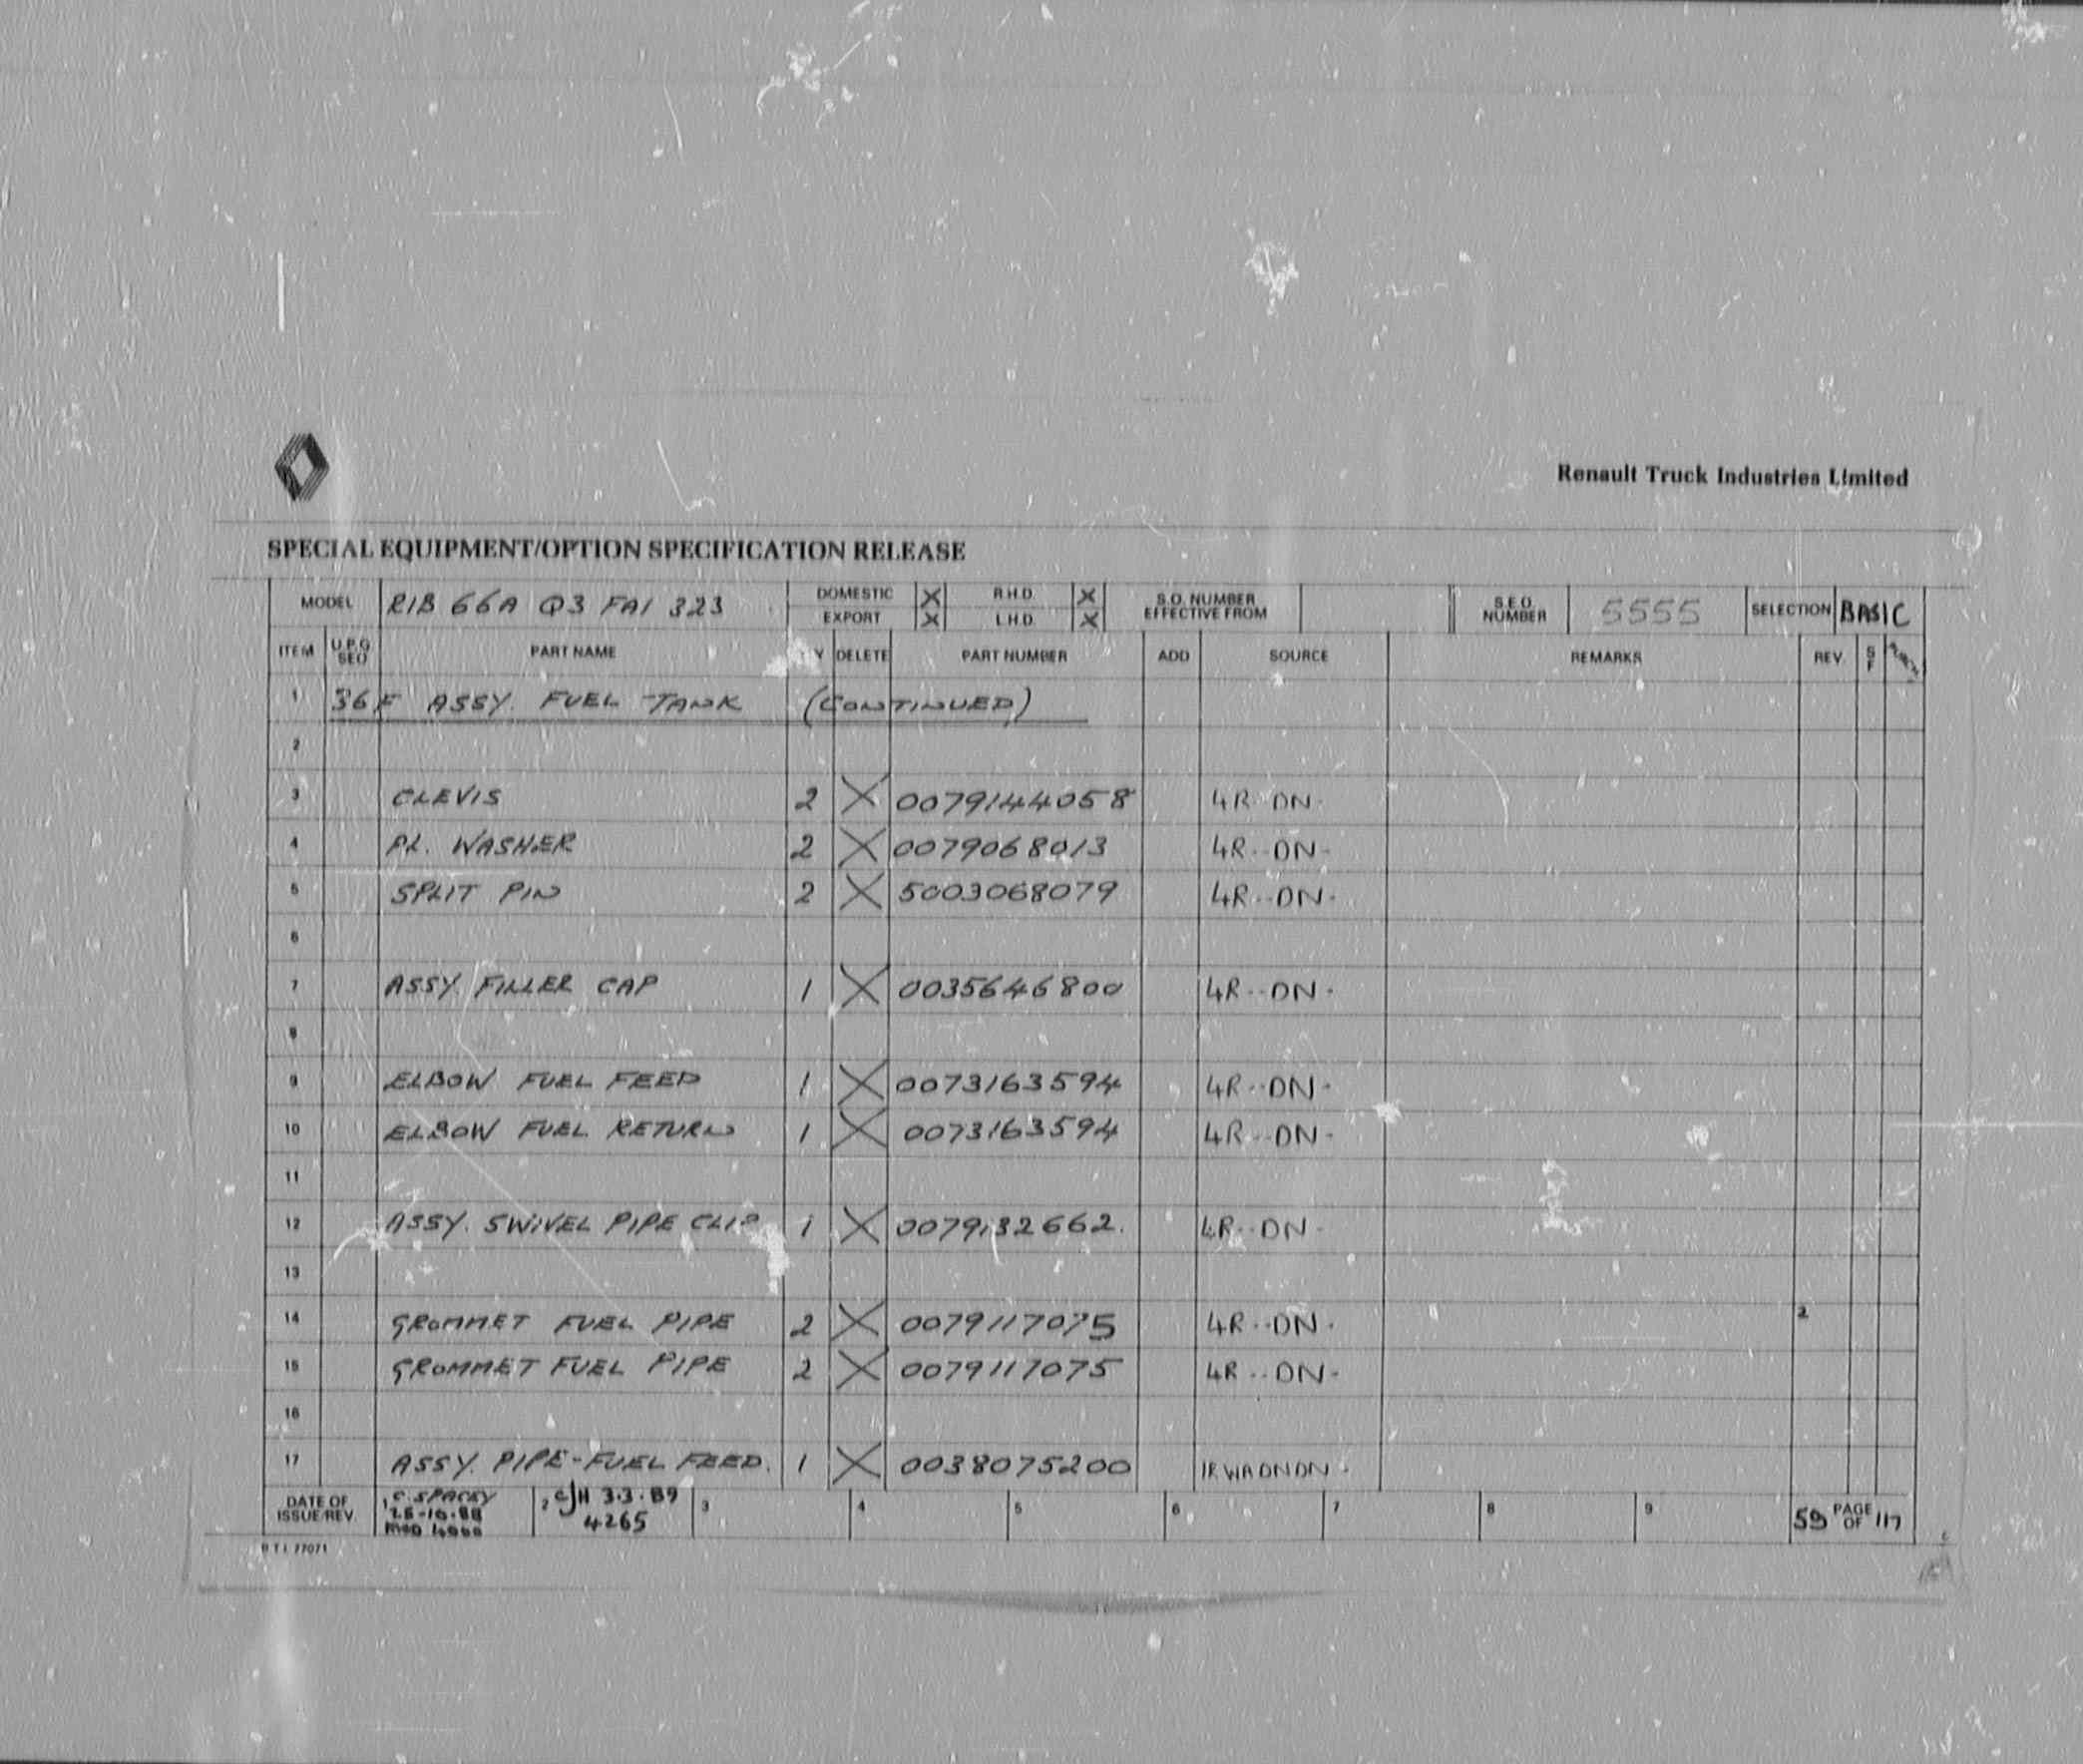 Renault Truck Industries Limited
SPECIAL EQUIPMENT/OPTION SPECIFICATION RELEASE
MODEL R1B 66A Q3 FA1 323 DOMESTIC X R.H.D. X S.O. NUMBER EFFECTIVE FROM S.E.O. NUMBER 5555 SELECTION BASIC
EXPORT X L.H.D. X
ITEM U.P.G SEQ PART NAME Y DELETE PART NUMBER ADD SOURCE REMARKS REV S F
1 36F ASSY. FUEL TANK (CONTINUED)
2
3 CLEVIS 2 X 0079144058 4R--DN-
4 PL. WASHER 2 X 0079068013 4R--DN-
5 SPLIT PIN 2 X 5003068079 4R--DN-
6
7 ASSY. FILLER CAP 1 X 0035646800 4R--DN-
8
9 ELBOW FUEL FEED 1 X 0073163594 4R--DN-
10 ELBOW FUEL RETURN 1 X 0073163594 4R--DN-
11
12 ASSY. SWIVEL PIPE CLIP 1 X 0079132662. 4R--DN-
13
14 GROMMET FUEL PIPE 2 X 0079117075 4R--DN- 2
15 GROMMET FUEL PIPE 2 X 0079117075 4R--DN-
16
17 ASSY. PIPE-FUEL FEED. 1 X 0038075200 1RWADNDN-
DATE OF ISSUE/REV. 1 C. SPACEY 2 CJH 3.3.89 3 4 5 6 7 8 9 59 PAGE OF 117
4265
R T I 77071